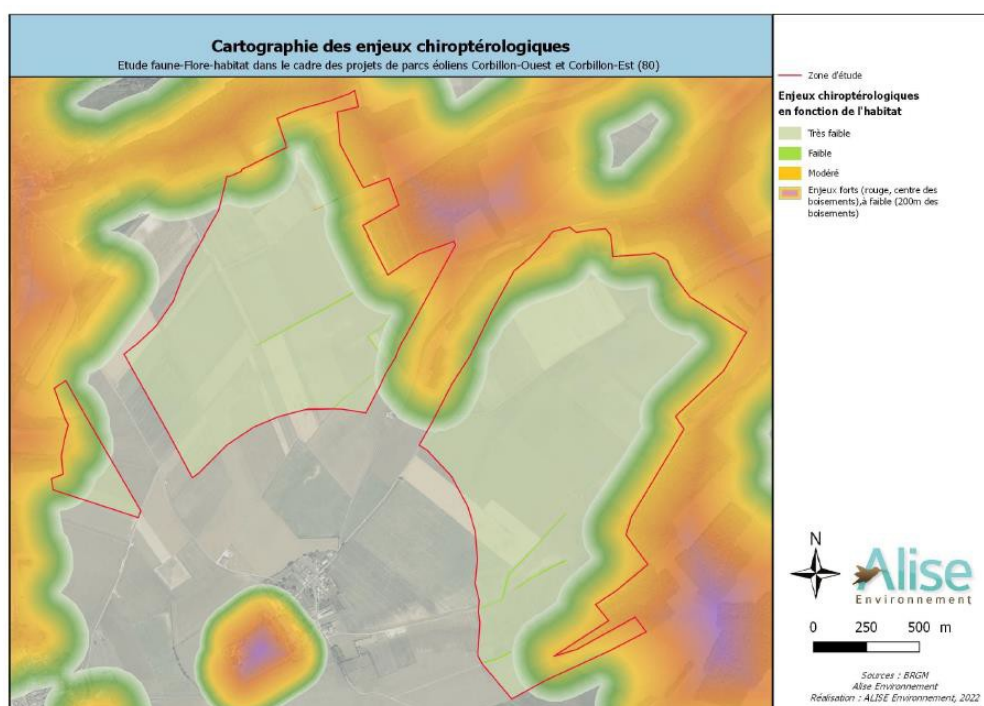 Cartographie des enjeux chiroptérologiques
Etude faune-Flore-habitat dans le cadre des projets de parcs éoliens Corbillon-Ouest et Corbillon-Est (80)
Zone d'étude
Enjeux chiroptérologiques
en fonction de l'habitat
Très faible
Faible
Modéré
Enjeux forts (rouge, centre des
boisements),à faible (200m des
boisements)
N
Alise
Environnement
0 250 500 m
Sources : BRGM
Alise Environnement
Réalisation : ALISE Environnement, 2022